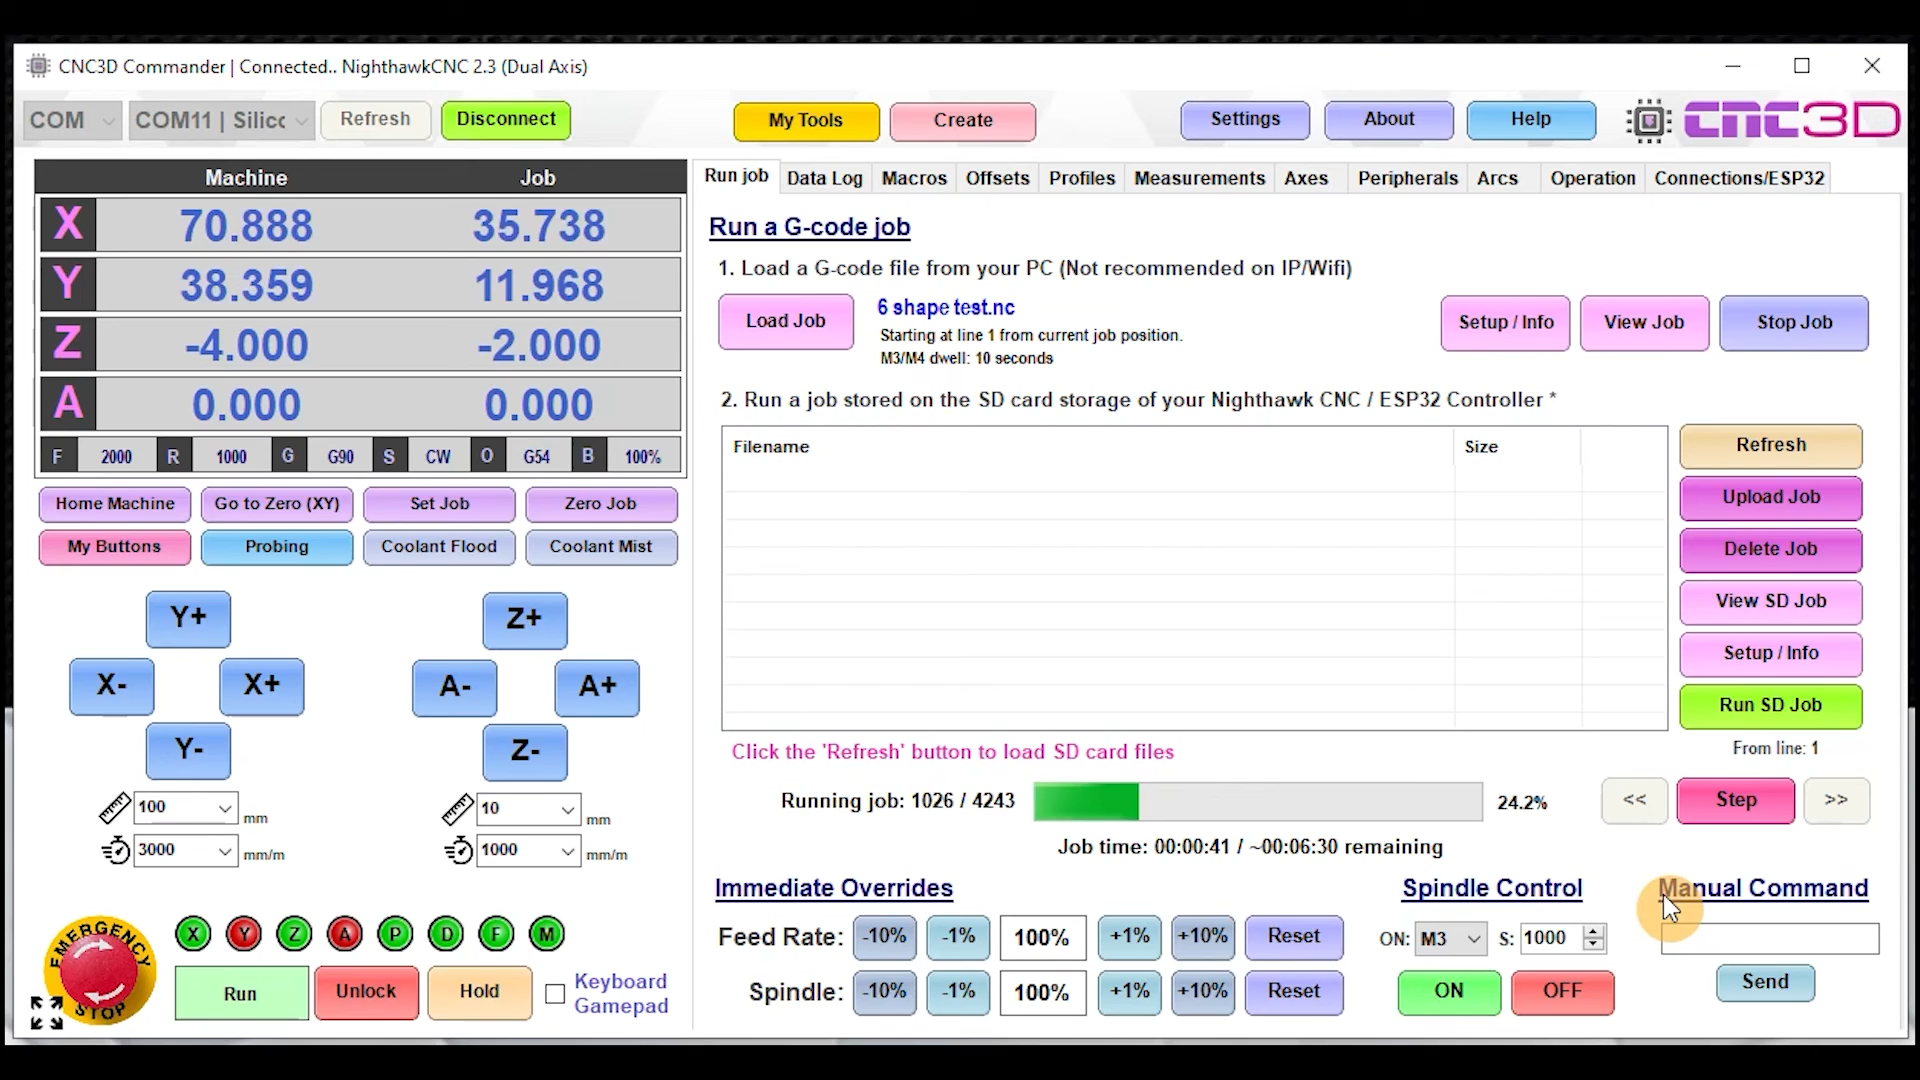 CNC3D Commander | Connected.. NighthawkCNC 2.3 (Dual Axis)
COM
COM11 | Silicc
Refresh
Disconnect
My Tools
Create
Settings
About
Help
CNC3D
Machine
Job
X
70.888
35.738
Y
38.359
11.968
Z
-4.000
-2.000
A
0.000
0.000
F
2000
R
1000
G
G90
S
CW
O
G54
B
100%
Home Machine
Go to Zero (XY)
Set Job
Zero Job
My Buttons
Probing
Coolant Flood
Coolant Mist
Y+
X-
X+
Y-
Z+
A-
A+
Z-
100
mm
3000
mm/m
10
mm
1000
mm/m
EMERGENCY
STOP
X
Y
Z
A
P
D
F
M
Run
Unlock
Hold
Keyboard
Gamepad
Run job
Data Log
Macros
Offsets
Profiles
Measurements
Axes
Peripherals
Arcs
Operation
Connections/ESP32
Run a G-code job
1. Load a G-code file from your PC (Not recommended on IP/Wifi)
Load Job
6 shape test.nc
Starting at line 1 from current job position.
M3/M4 dwell: 10 seconds
Setup / Info
View Job
Stop Job
2. Run a job stored on the SD card storage of your Nighthawk CNC / ESP32 Controller *
Filename
Size
Refresh
Upload Job
Delete Job
View SD Job
Setup / Info
Run SD Job
From line: 1
Click the 'Refresh' button to load SD card files
Running job: 1026 / 4243
24.2%
<<
Step
>>
Job time: 00:00:41 / ~00:06:30 remaining
Immediate Overrides
Feed Rate:
-10%
-1%
100%
+1%
+10%
Reset
Spindle:
-10%
-1%
100%
+1%
+10%
Reset
Spindle Control
ON:
M3
S:
1000
ON
OFF
Manual Command
Send